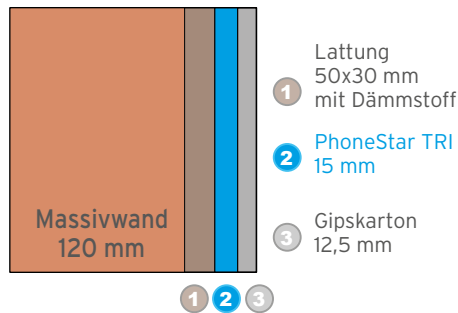 Lattung
50x30 mm
1 mit Dämmstoff
PhoneStar TRI
2 15 mm
Gipskarton
3 12,5 mm
Massivwand
120 mm
1 2 3